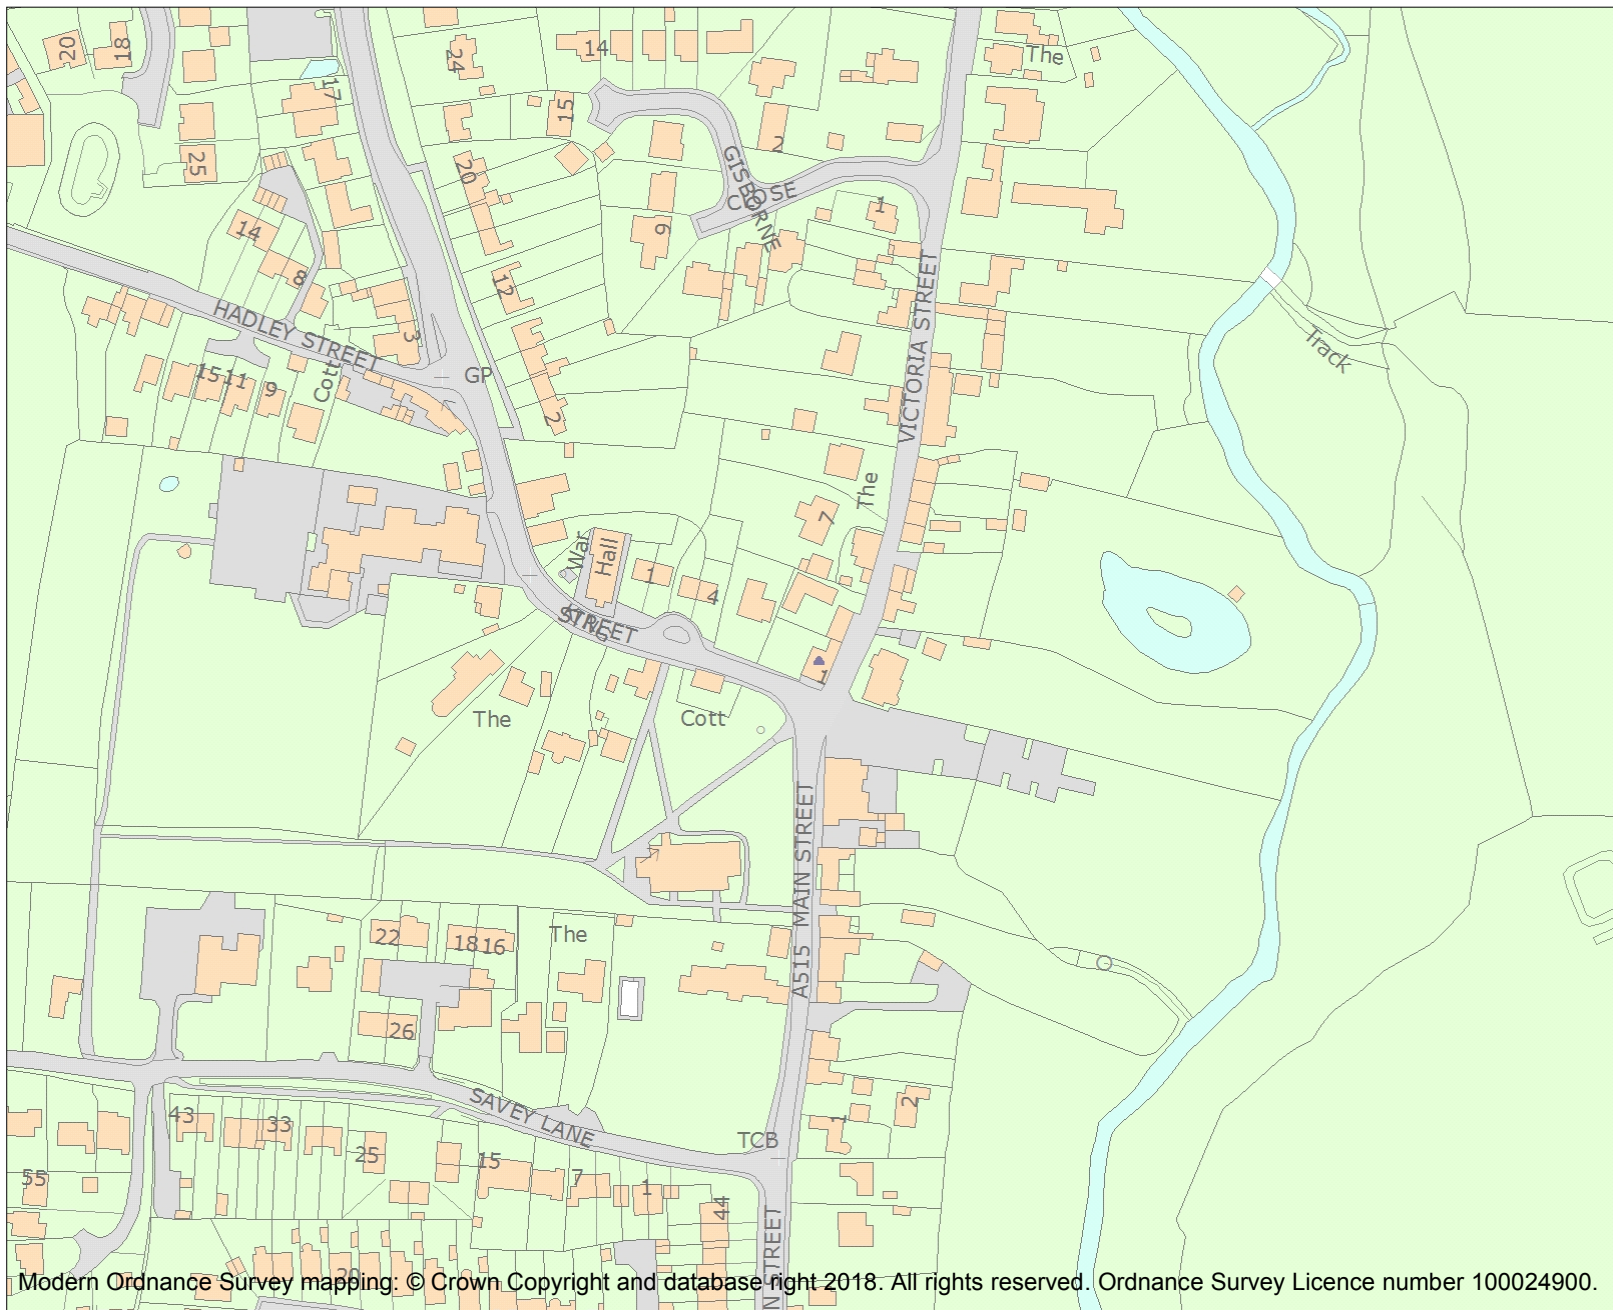 20
18
24
14
The
17
15
2
25
20
GISBORNE
CLOSE
1
14
9
8
12
HADLEY STREET
3
VICTORIA STREET
Track
GP
15
11
9
Cott
2
The
7
War
Hall
1
4
KING
STREET
1
The
Cott
A515 MAIN STREET
22
18
16
The
26
SAVEY LANE
43
33
25
15
7
1
TCB
1
2
55
44
N STREET
20
Modern Ordnance Survey mapping: © Crown Copyright and database right 2018. All rights reserved. Ordnance Survey Licence number 100024900.